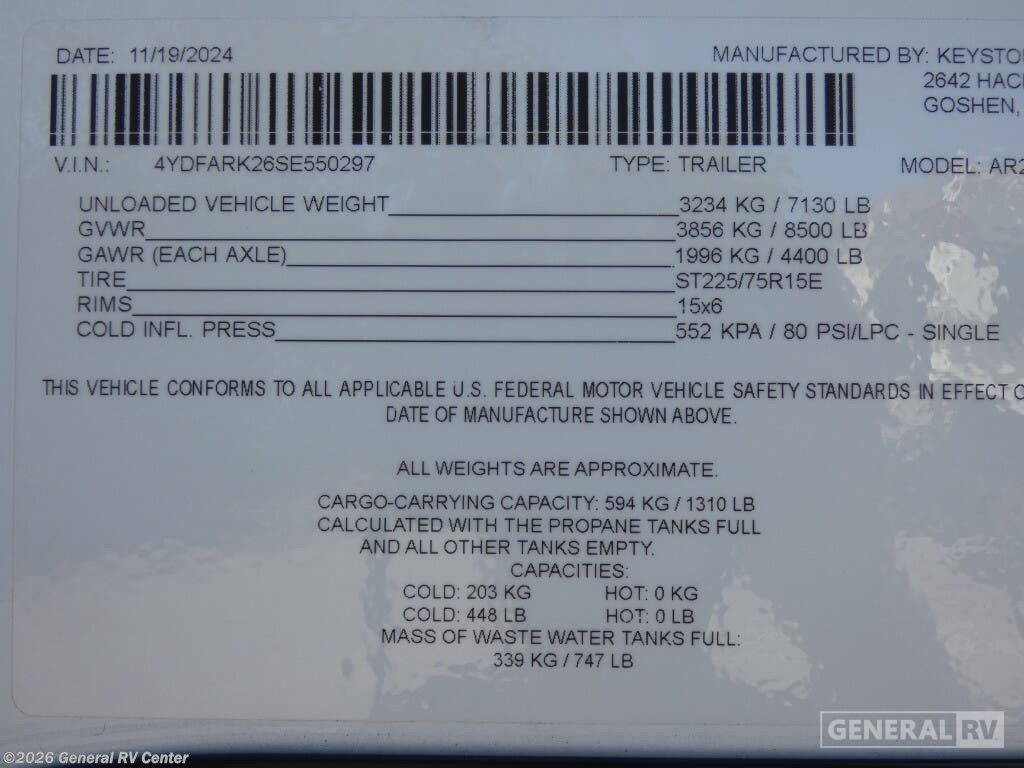 DATE: 11/19/2024 MANUFACTURED BY:
2642
GOSHEN,
V.I.N.: 4YDFARK26SE550297 TYPE: TRAILER MODEL:
UNLOADED VEHICLE WEIGHT 3234 KG / 7130 LB
GVWR 3856 KG / 8500 LB
GAWR (EACH AXLE) 1996 KG / 4400 LB
TIRE ST225/75R15E
RIMS 15x6
COLD INFL. PRESS 552 KPA / 80 PSI/LPC - SINGLE
THIS VEHICLE CONFORMS TO ALL APPLICABLE U.S. FEDERAL MOTOR VEHICLE SAFETY STANDARDS IN EFFECT
DATE OF MANUFACTURE SHOWN ABOVE.
ALL WEIGHTS ARE APPROXIMATE.
CARGO-CARRYING CAPACITY: 594 KG / 1310 LB
CALCULATED WITH THE PROPANE TANKS FULL
AND ALL OTHER TANKS EMPTY.
CAPACITIES:
COLD: 203 KG HOT: 0 KG
COLD: 448 LB HOT: 0 LB
MASS OF WASTE WATER TANKS FULL:
339 KG / 747 LB
GENERAL RV
©2026 General RV Center